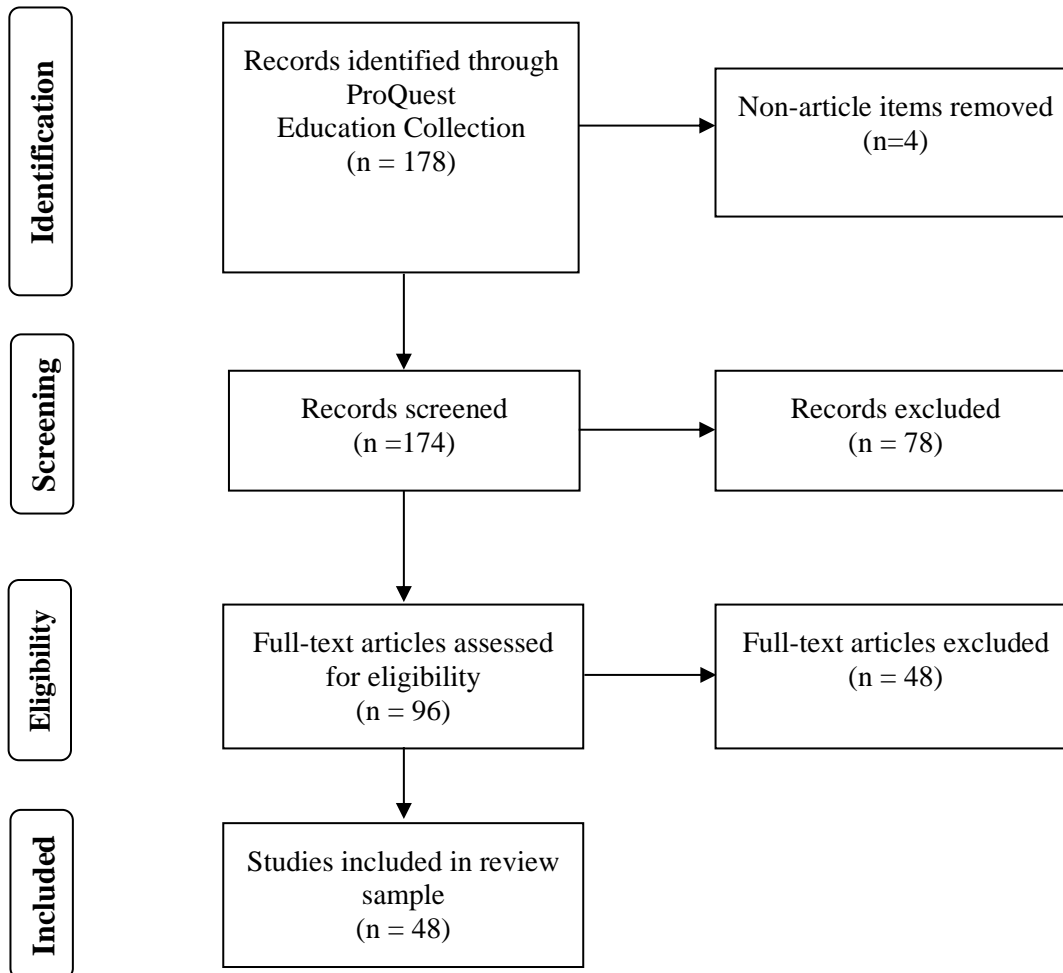 Identification
Records identified through
ProQuest
Education Collection
(n = 178)
Non-article items removed
(n=4)
Screening
Records screened
(n =174)
Records excluded
(n = 78)
Eligibility
Full-text articles assessed
for eligibility
(n = 96)
Full-text articles excluded
(n = 48)
Included
Studies included in review
sample
(n = 48)